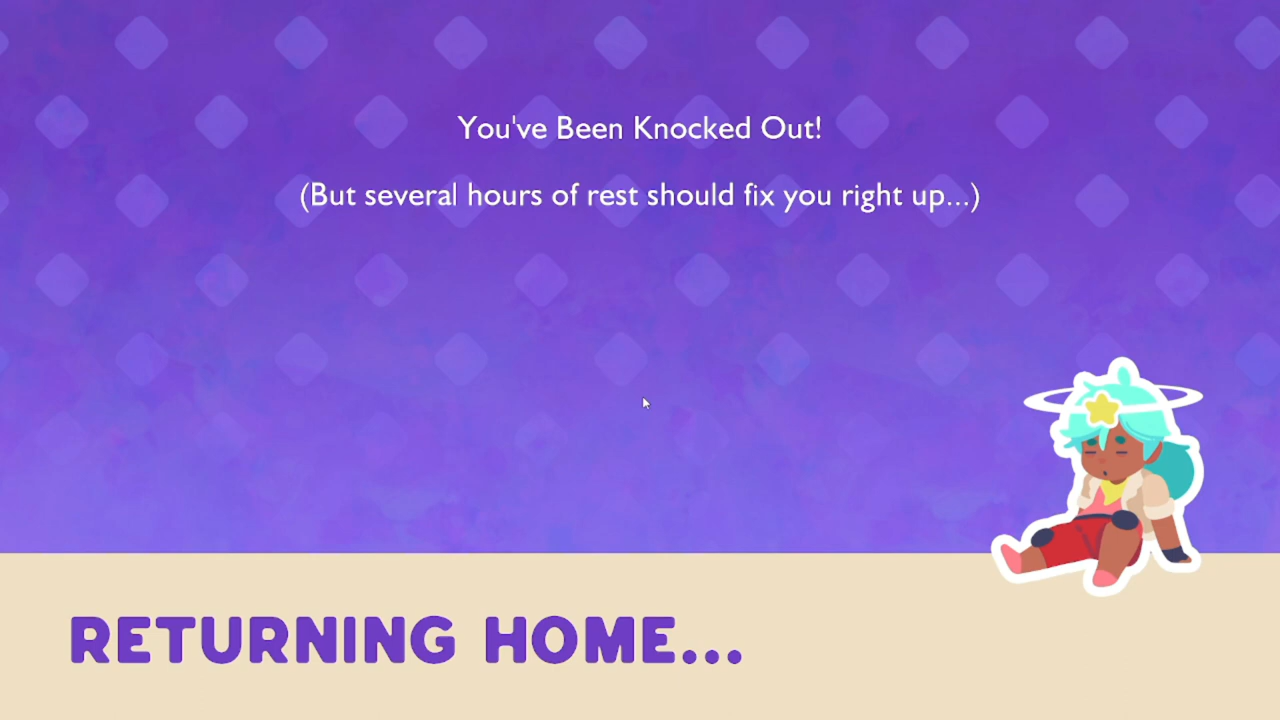 You've Been Knocked Out!
(But several hours of rest should fix you right up...)
RETURNING HOME...